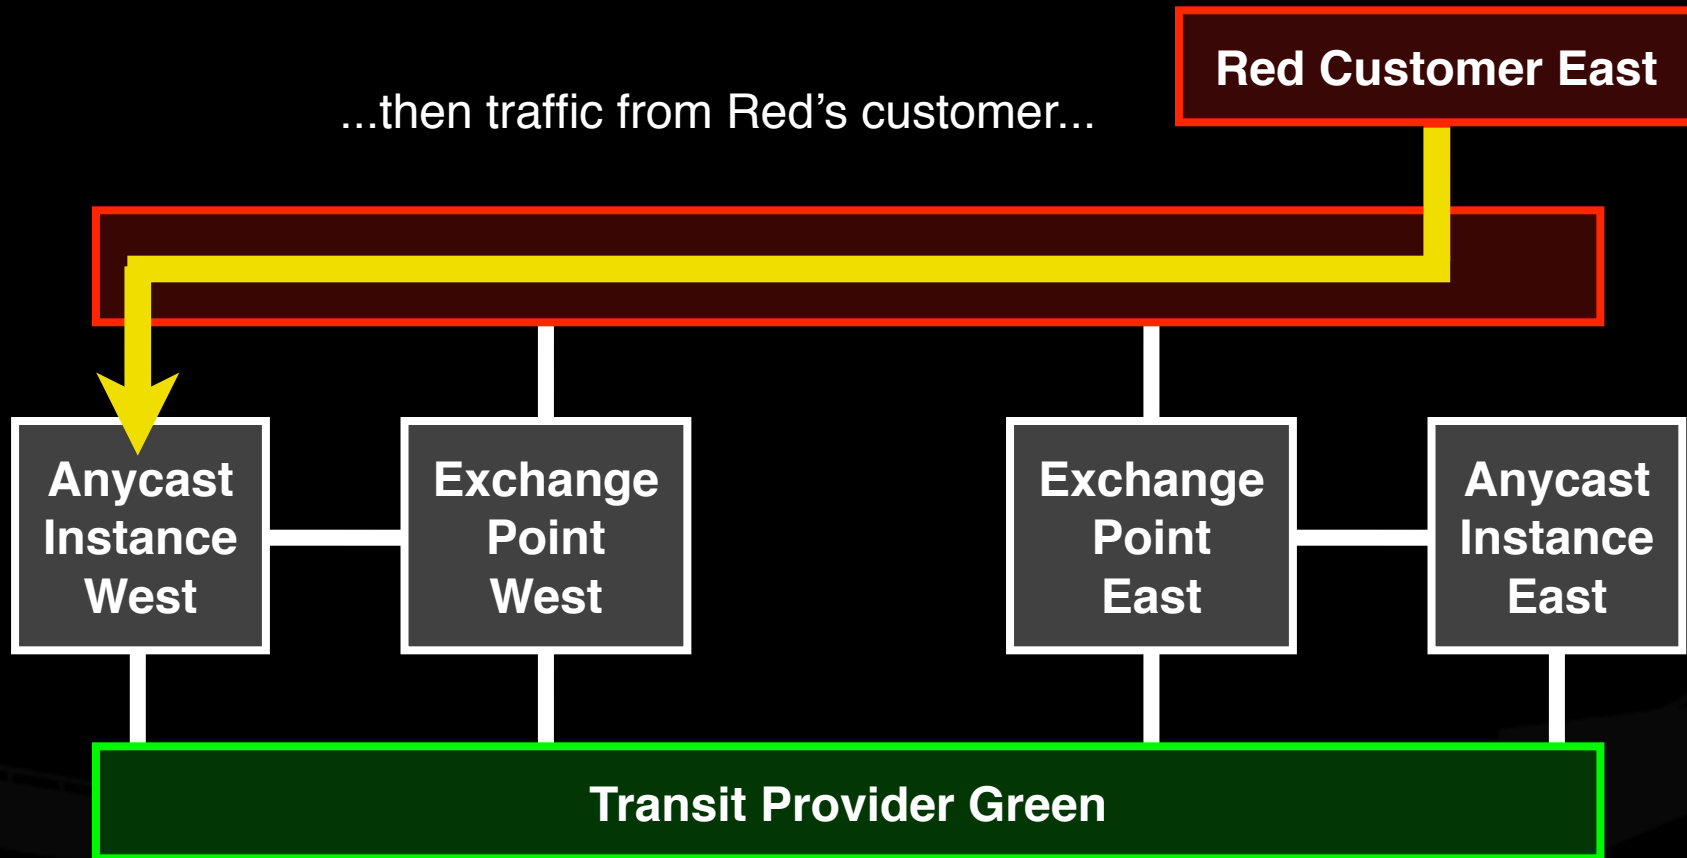 Red Customer East
...then traffic from Red's customer...
Anycast
Instance
West
Exchange
Point
West
Exchange
Point
East
Anycast
Instance
East
Transit Provider Green